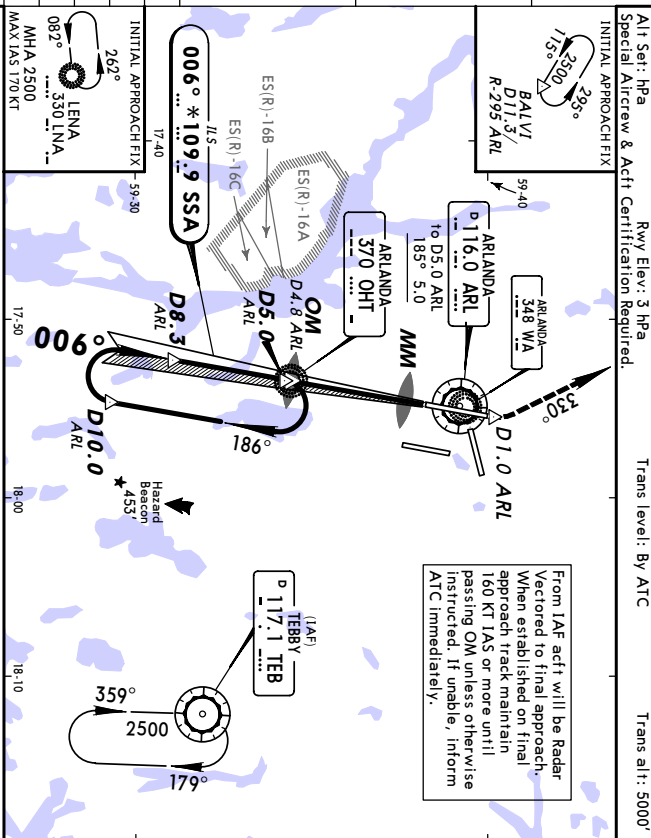 Alt Set: hPa Rwy Elev: 3 hPa Trans level: By ATC Trans alt: 5000'
Special Aircrew & Acft Certification Required.
INITIAL APPROACH FIX
295°
2500
115°
BALVI
D11.3/
R-295 ARL
59-40
ARLANDA
348 WA
330°
D1.0 ARL
ARLANDA
D 116.0 ARL
to D5.0 ARL
185° 5.0
MM
ARLANDA
370 OHT
From IAF acft will be Radar
Vectored to final approach.
When established on final
approach track maintain
160 KT IAS or more until
passing OM unless otherwise
instructed. If unable, inform
ATC immediately.
ES(R)-16A
ES(R)-16B
ES(R)-16C
OM
D4.8 ARL
D5.0
ARL
ILS
006° *109.9 SSA
D8.3
ARL
006°
186°
D10.0
ARL
Hazard
Beacon
453'
(IAF)
TEBBY
D 117.1 TEB
359°
2500
179°
17-40
59-30
17-50
18-00
18-10
INITIAL APPROACH FIX
262°
082°
LENA
330 LNA
MHA 2500
MAX IAS 170 KT